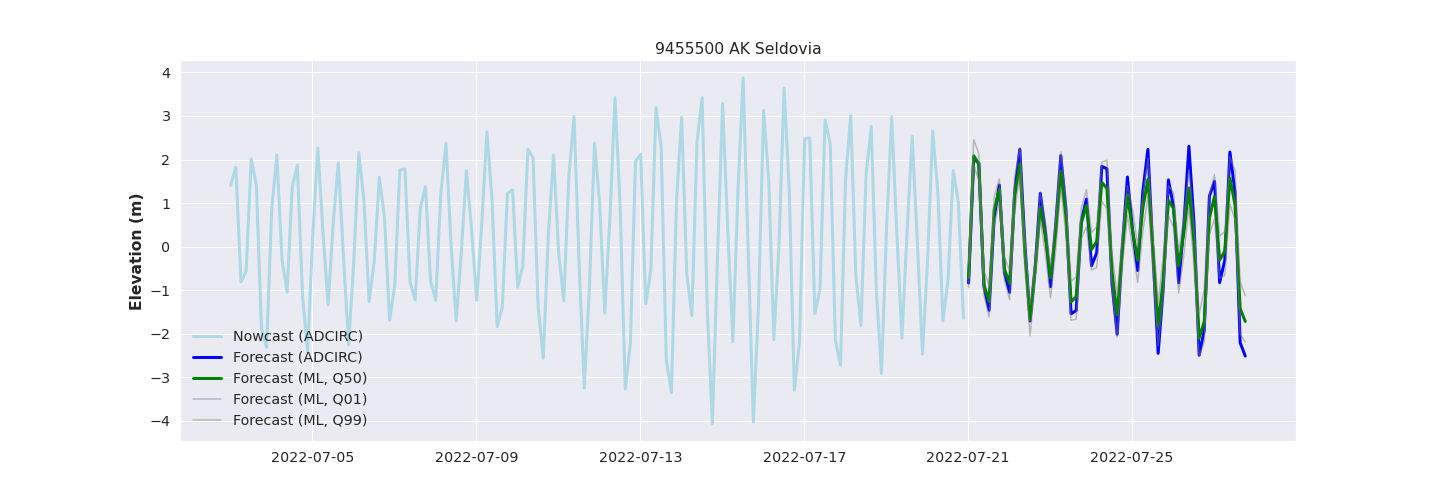 9455500 AK Seldovia
Elevation (m)
4
3
2
1
0
−1
−2
−3
−4
Nowcast (ADCIRC)
Forecast (ADCIRC)
Forecast (ML, Q50)
Forecast (ML, Q01)
Forecast (ML, Q99)
2022-07-05 2022-07-09 2022-07-13 2022-07-17 2022-07-21 2022-07-25